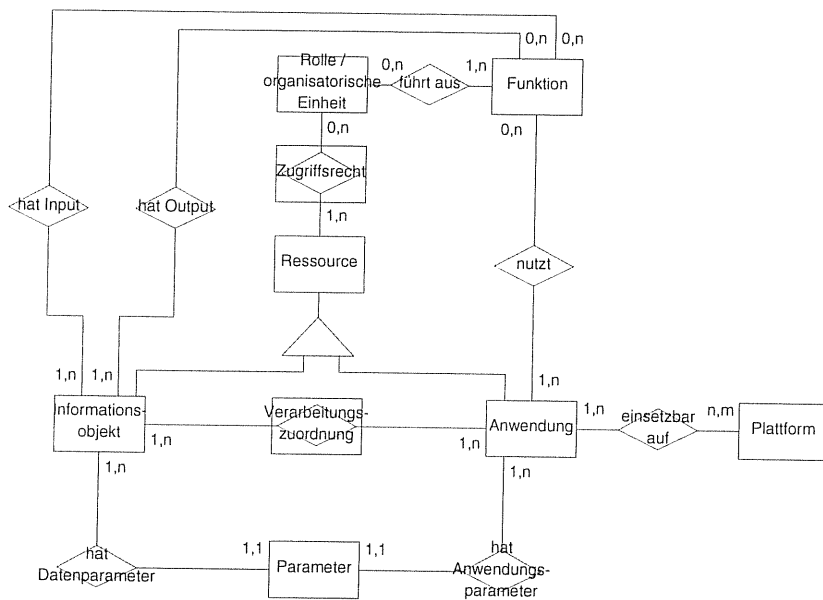 0,n
0,n
Rolle /
organisatorische
Einheit
0,n
führt aus
1,n
Funktion
0,n
0,n
Zugriffsrecht
1,n
hat Input
hat Output
Ressource
nutzt
1,n
1,n
1,n
Informations-
objekt
1,n
Verarbeitungs-
zuordnung
1,n
Anwendung
1,n
einsetzbar
auf
n,m
Plattform
1,n
1,n
hat
Datenparameter
1,1
Parameter
1,1
hat
Anwendungs-
parameter